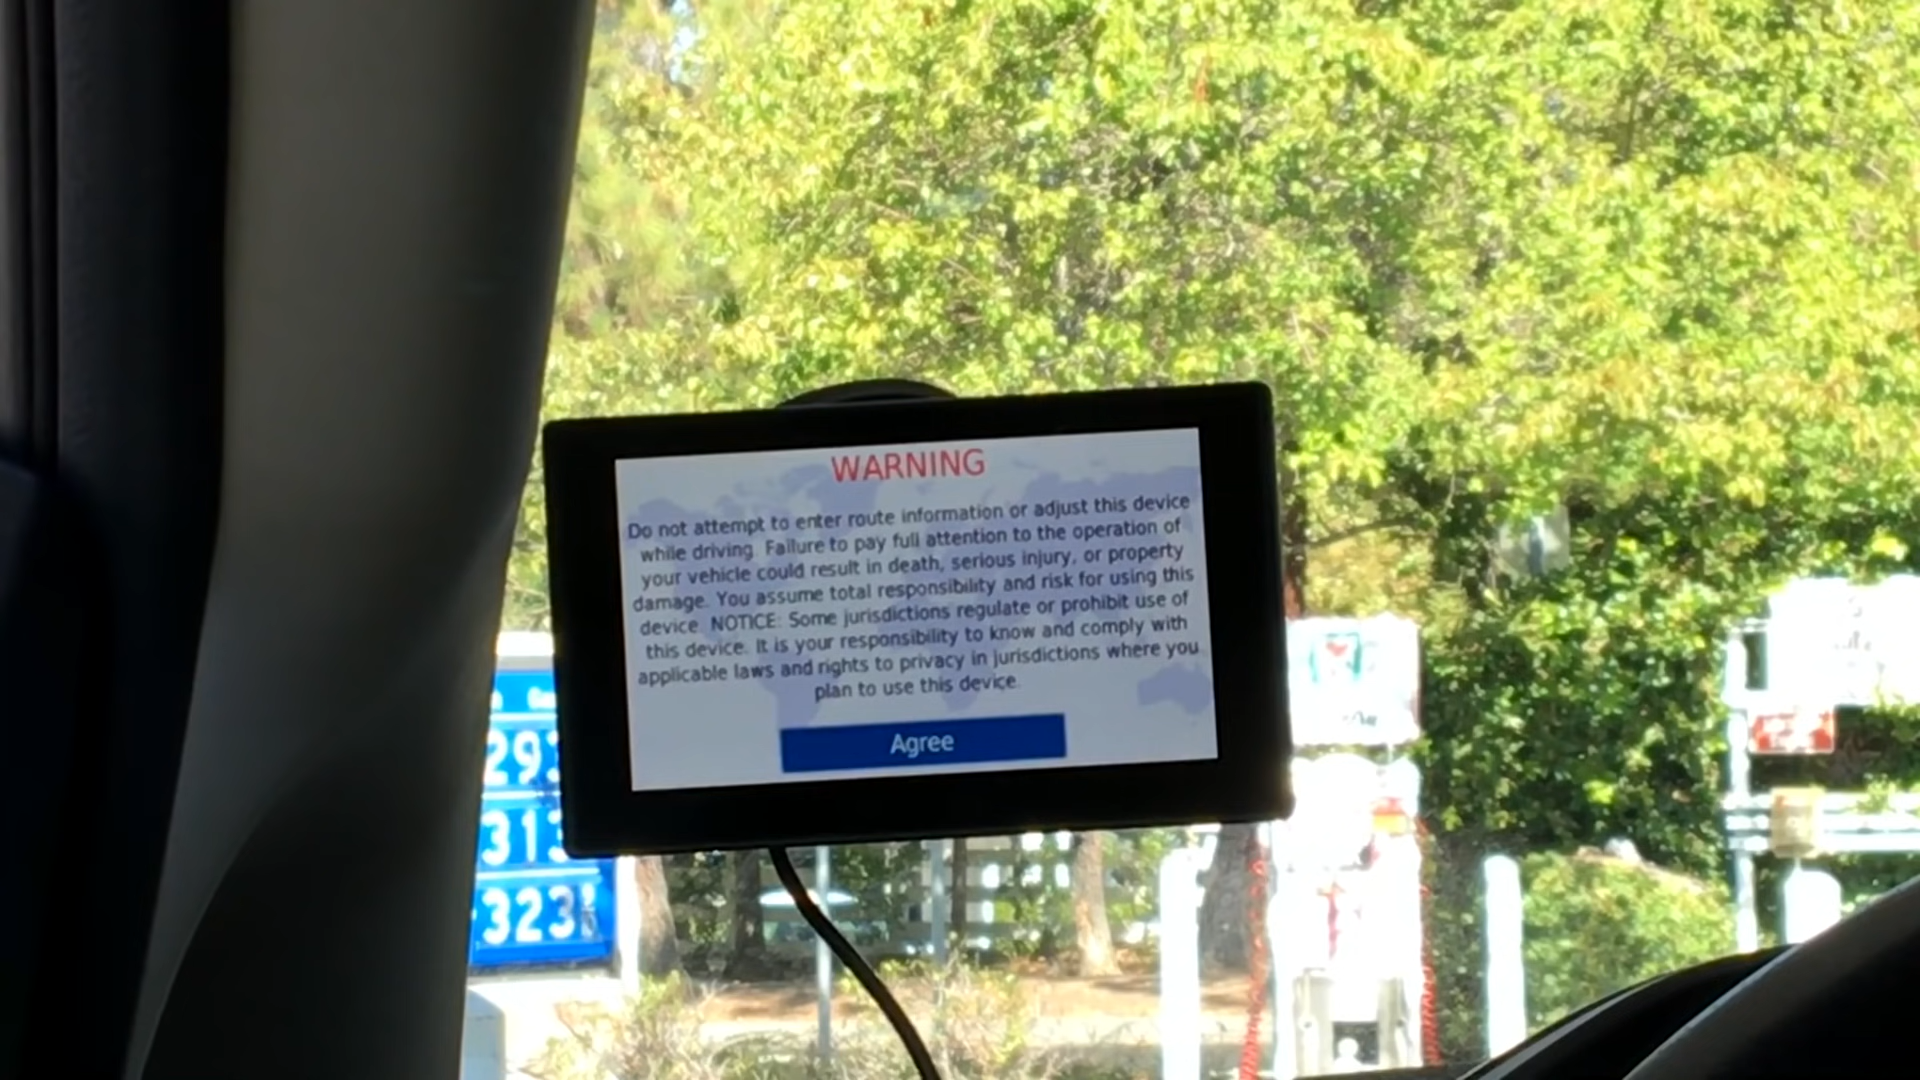 WARNING
Do not attempt to enter route information or adjust this device
while driving. Failure to pay full attention to the operation of
your vehicle could result in death, serious injury, or property
damage. You assume total responsibility and risk for using this
device. NOTICE: Some jurisdictions regulate or prohibit use of
this device. It is your responsibility to know and comply with
applicable laws and rights to privacy in jurisdictions where you
plan to use this device.
Agree
293
313
323